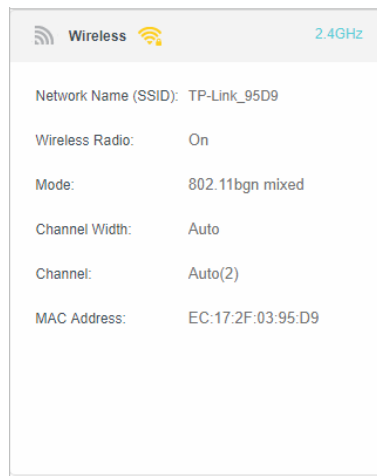 Wireless 2.4GHz
Network Name (SSID): TP-Link_95D9
Wireless Radio: On
Mode: 802.11bgn mixed
Channel Width: Auto
Channel: Auto(2)
MAC Address: EC:17:2F:03:95:D9